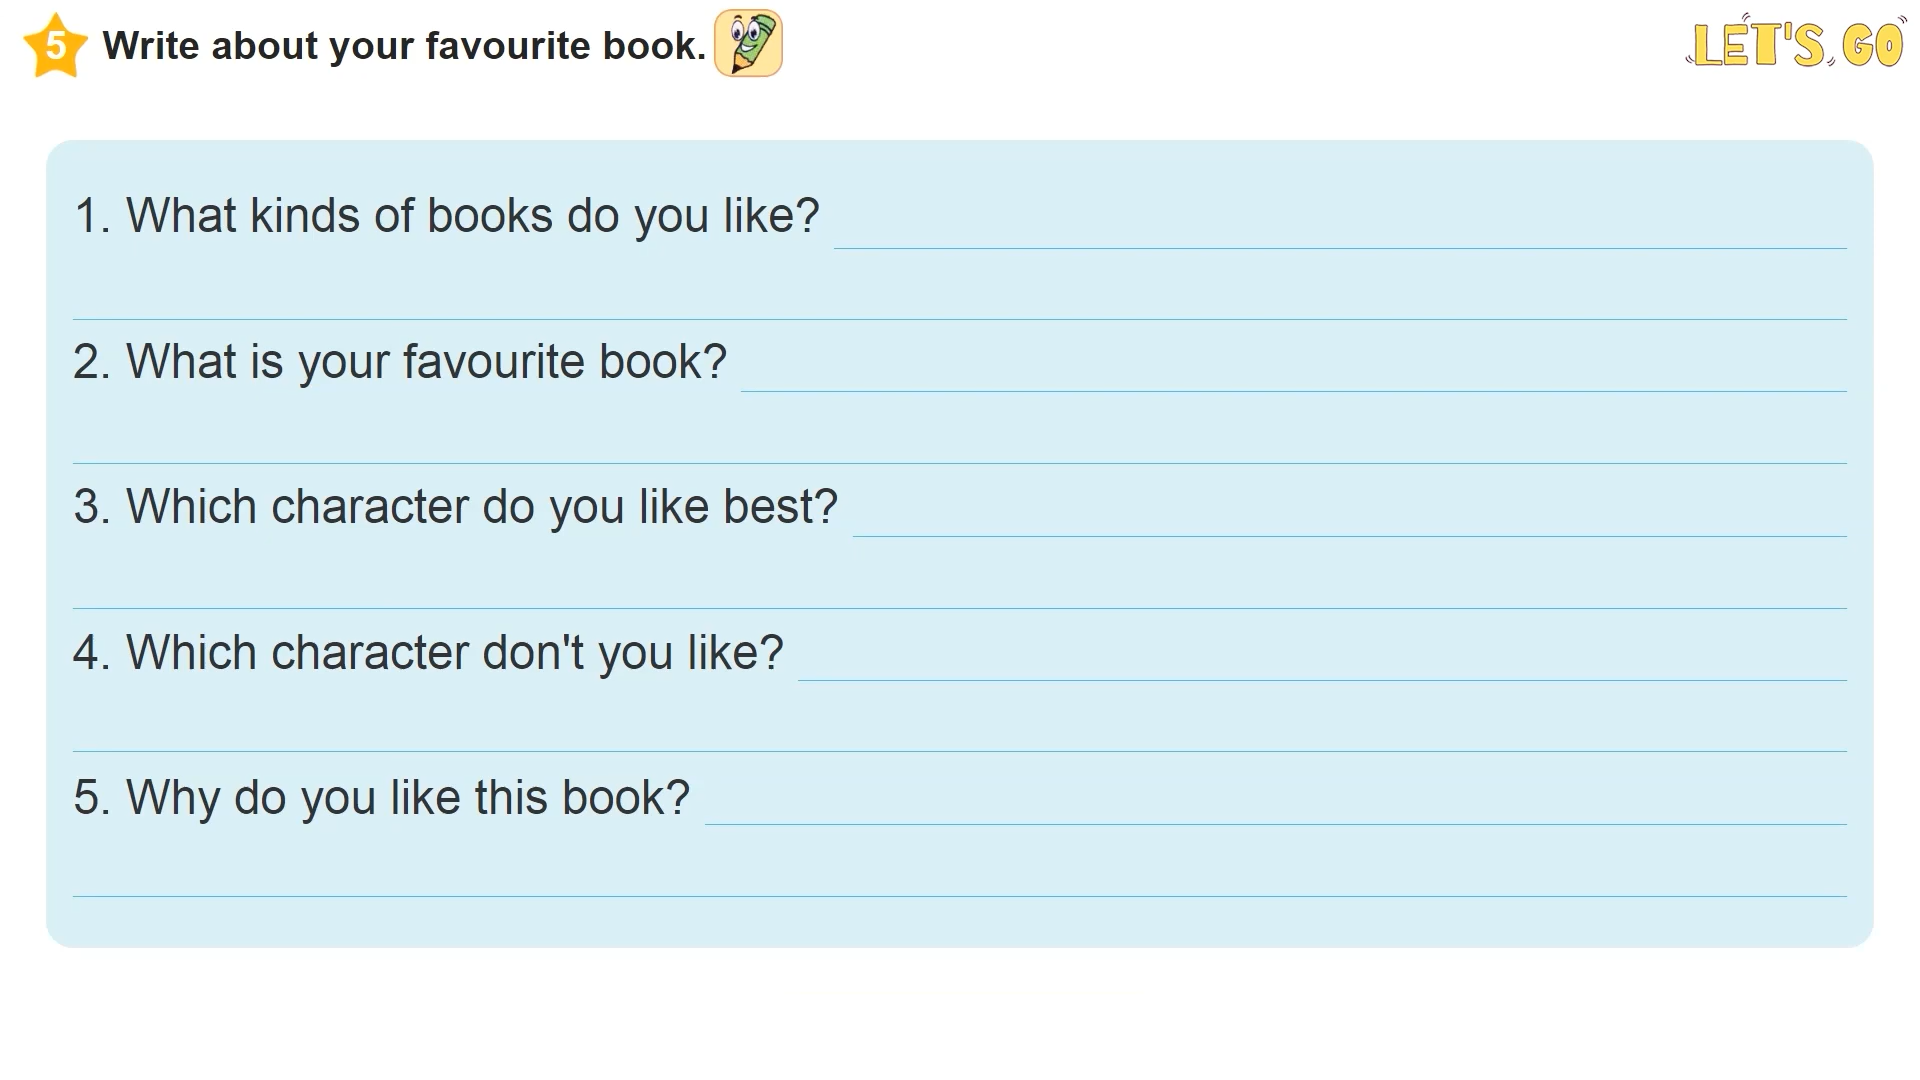 5 Write about your favourite book.
LET'S GO
1. What kinds of books do you like?
2. What is your favourite book?
3. Which character do you like best?
4. Which character don't you like?
5. Why do you like this book?